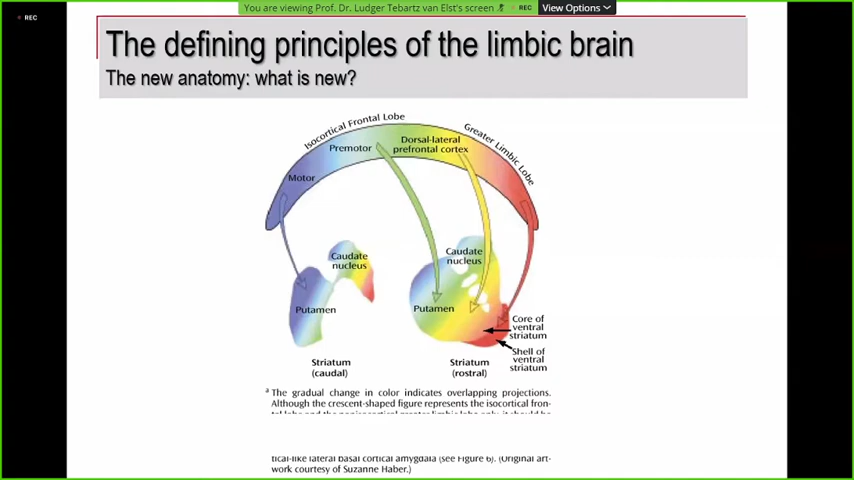 REC
You are viewing Prof. Dr. Ludger Tebartz van Elst's screen
REC
View Options
The defining principles of the limbic brain
The new anatomy: what is new?
Isocortical Frontal Lobe
Greater Limbic Lobe
Motor
Premotor
Dorsal-lateral
prefrontal cortex
Caudate
nucleus
Putamen
Caudate
nucleus
Putamen
Core of
ventral
striatum
Shell of
ventral
striatum
Striatum
(caudal)
Striatum
(rostral)
a The gradual change in color indicates overlapping projections.
Although the crescent-shaped figure represents the isocortical fron-
tical-like lateral basal cortical amygdala (see Figure 6). (Original art-
work courtesy of Suzanne Haber.)